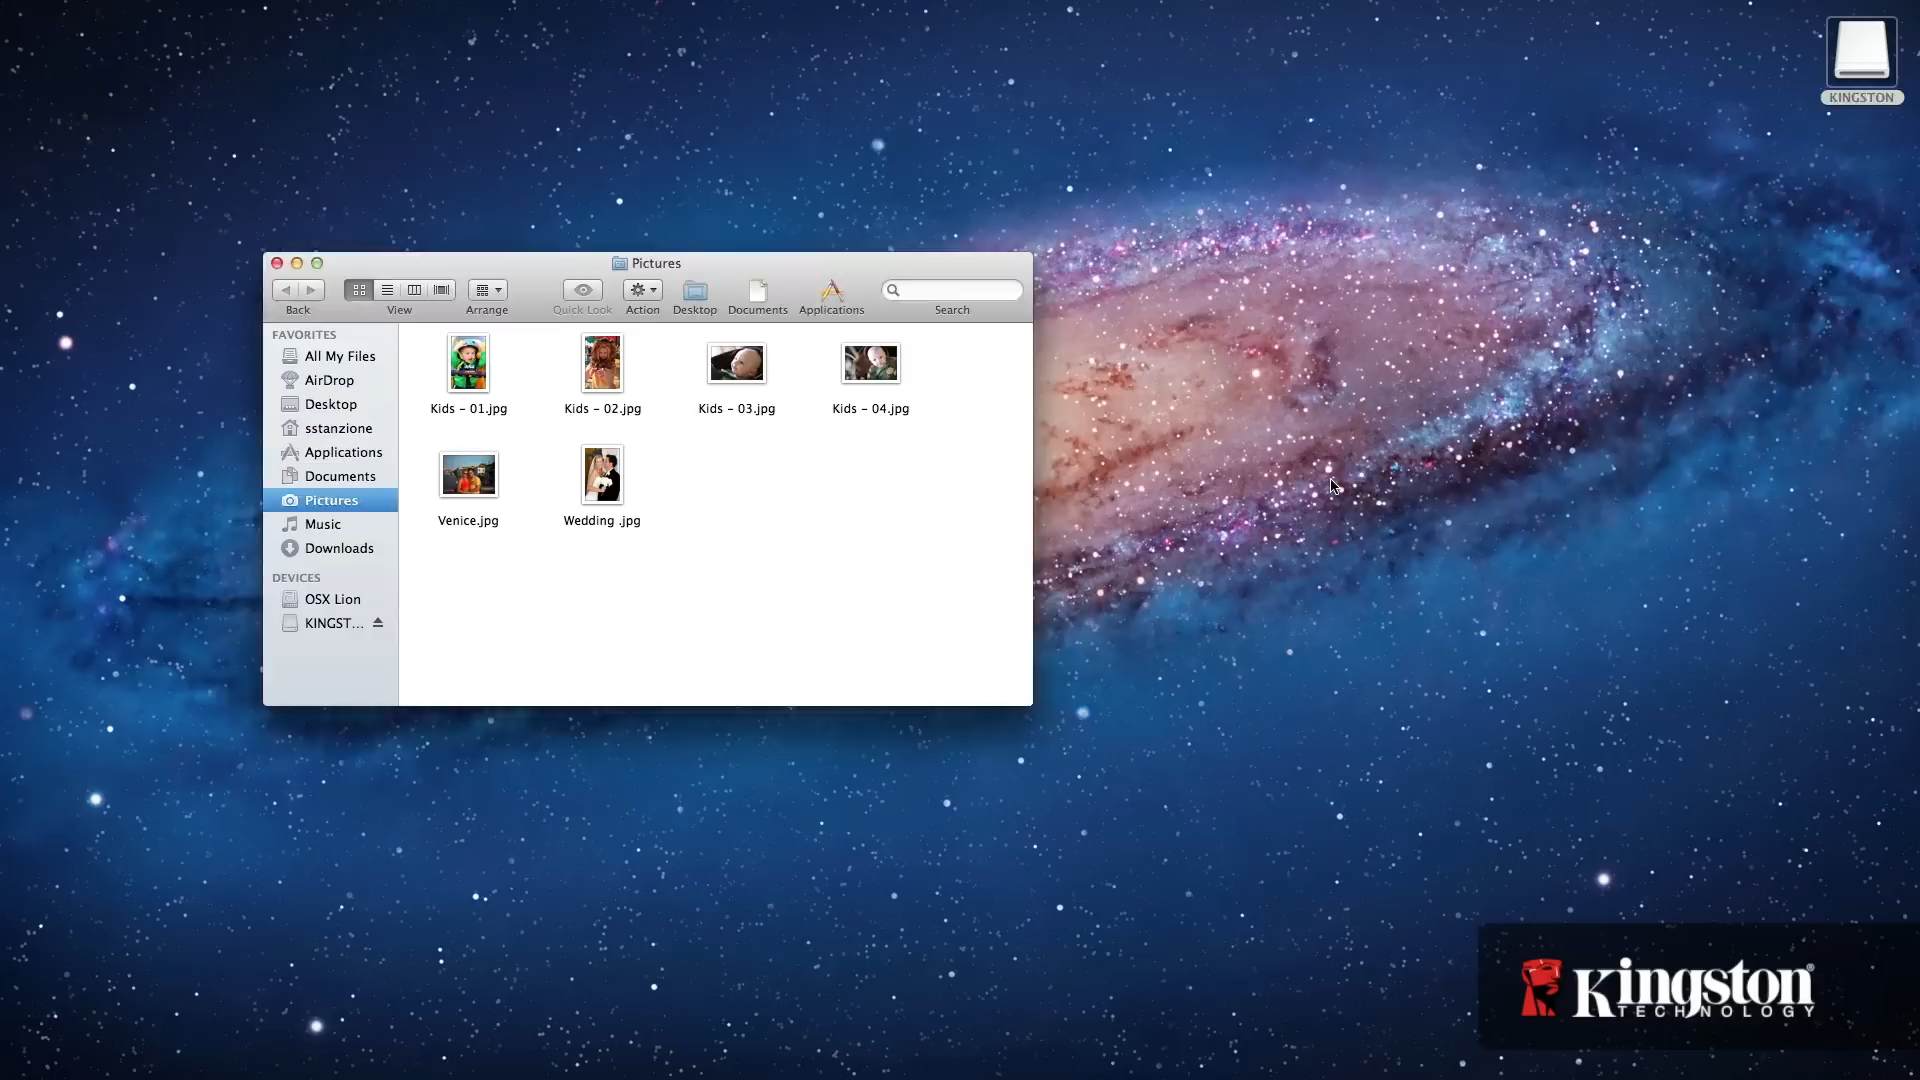 KINGSTON
Pictures
Back
View
Arrange
Quick Look
Action
Desktop
Documents
Applications
Search
FAVORITES
All My Files
AirDrop
Desktop
sstanzione
Applications
Documents
Pictures
Music
Downloads
DEVICES
OSX Lion
KINGST...
Kids - 01.jpg
Kids - 02.jpg
Kids - 03.jpg
Kids - 04.jpg
Venice.jpg
Wedding .jpg
Kingston®
TECHNOLOGY